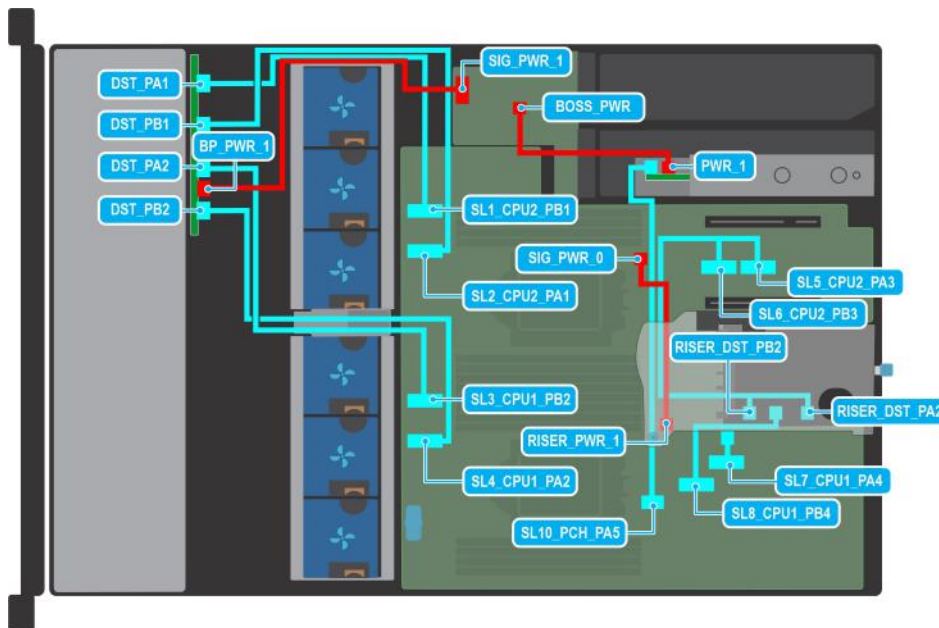 SIG_PWR_1
DST_PA1
BOSS_PWR
DST_PB1
BP_PWR_1
DST_PA2
PWR_1
DST_PB2
SL1_CPU2_PB1
SIG_PWR_0
SL5_CPU2_PA3
SL2_CPU2_PA1
SL6_CPU2_PB3
RISER_DST_PB2
SL3_CPU1_PB2
RISER_DST_PA2
RISER_PWR_1
SL4_CPU1_PA2
SL7_CPU1_PA4
SL8_CPU1_PB4
SL10_PCH_PA5